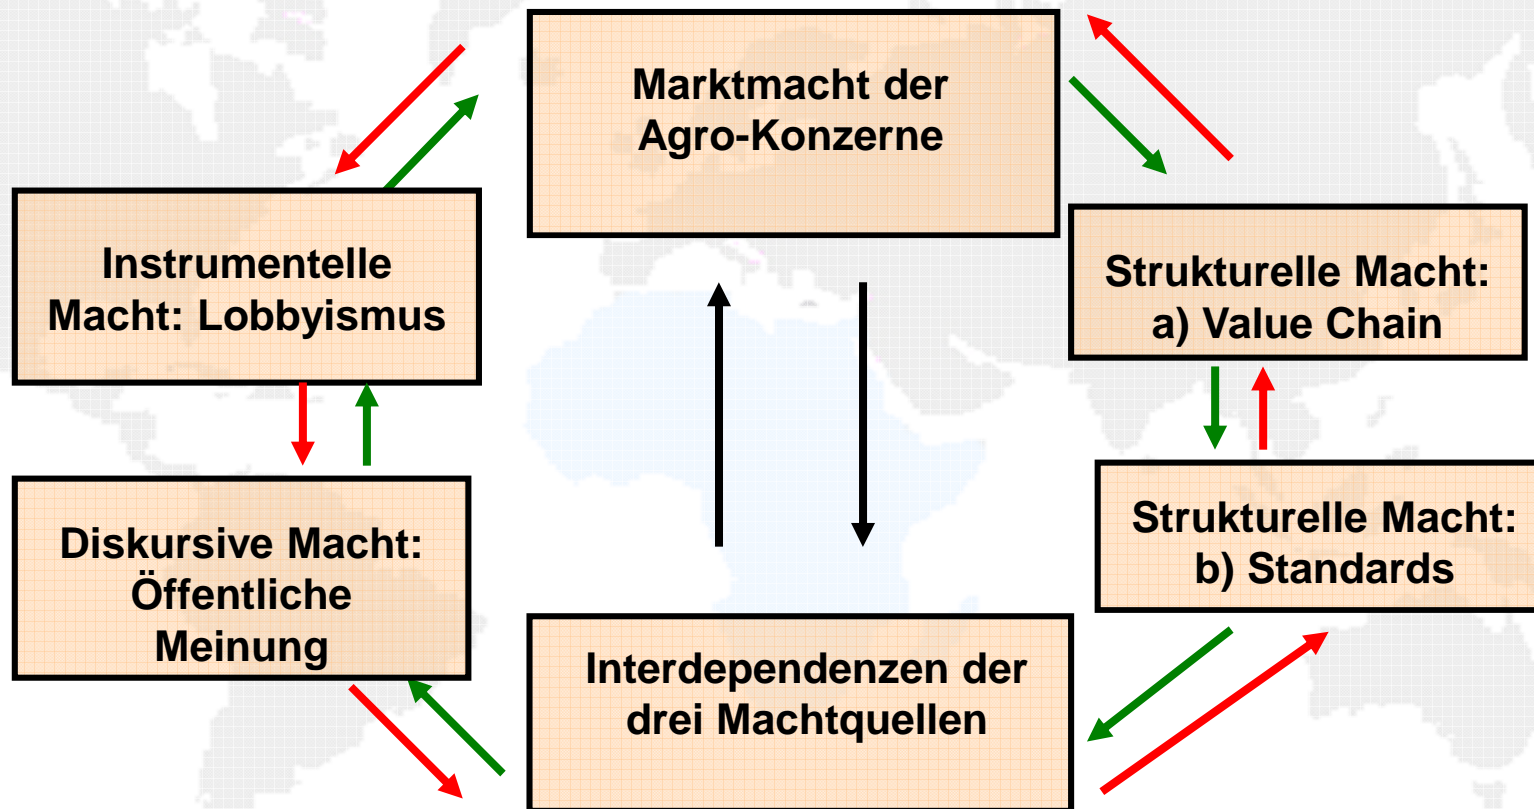 Marktmacht der
Agro-Konzerne
Instrumentelle
Macht: Lobbyismus
Strukturelle Macht:
a) Value Chain
Diskursive Macht:
Öffentliche
Meinung
Strukturelle Macht:
b) Standards
Interdependenzen der
drei Machtquellen